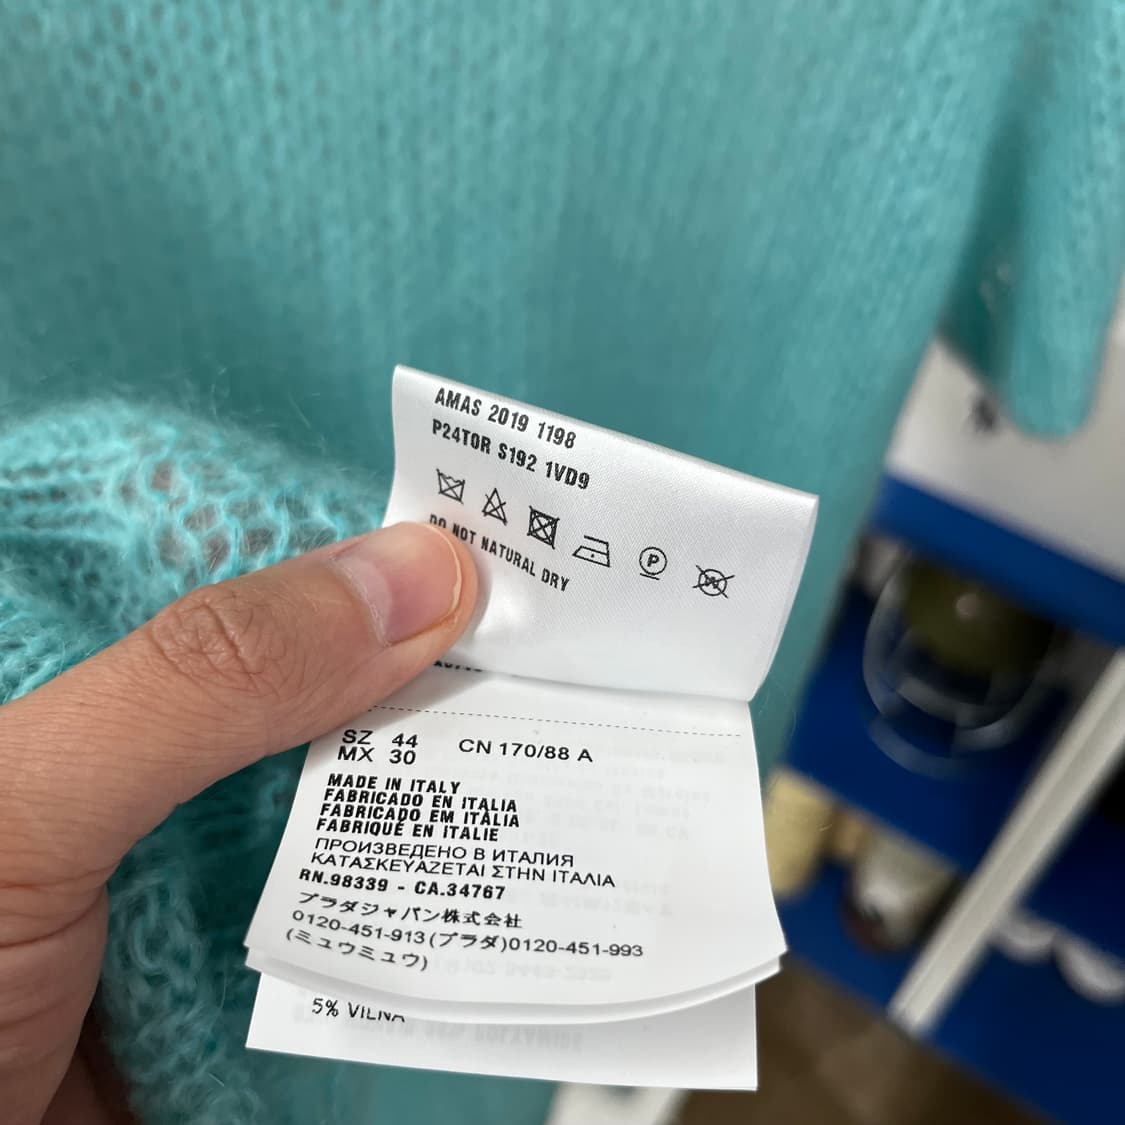 AMAS 2019 1198
P24TOR S192 1VD9
DO NOT NATURAL DRY
SZ 44 CN 170/88 A
MX 30
MADE IN ITALY
FABRICADO EN ITALIA
FABRICADO EM ITÀLIA
FABRIQUÉ EN ITALIE
ПРОИЗВЕДЕНО В ИТАЛИЯ
ΚΑΤΑΣΚΕΥΑΖΕΤΑΙ ΣΤΗΝ ΙΤΑΛΙΑ
RN.98339 - CA.34767
プラダジャパン株式会社
0120-451-913(プラダ)0120-451-993
(ミュウミュウ)
5% VILNA